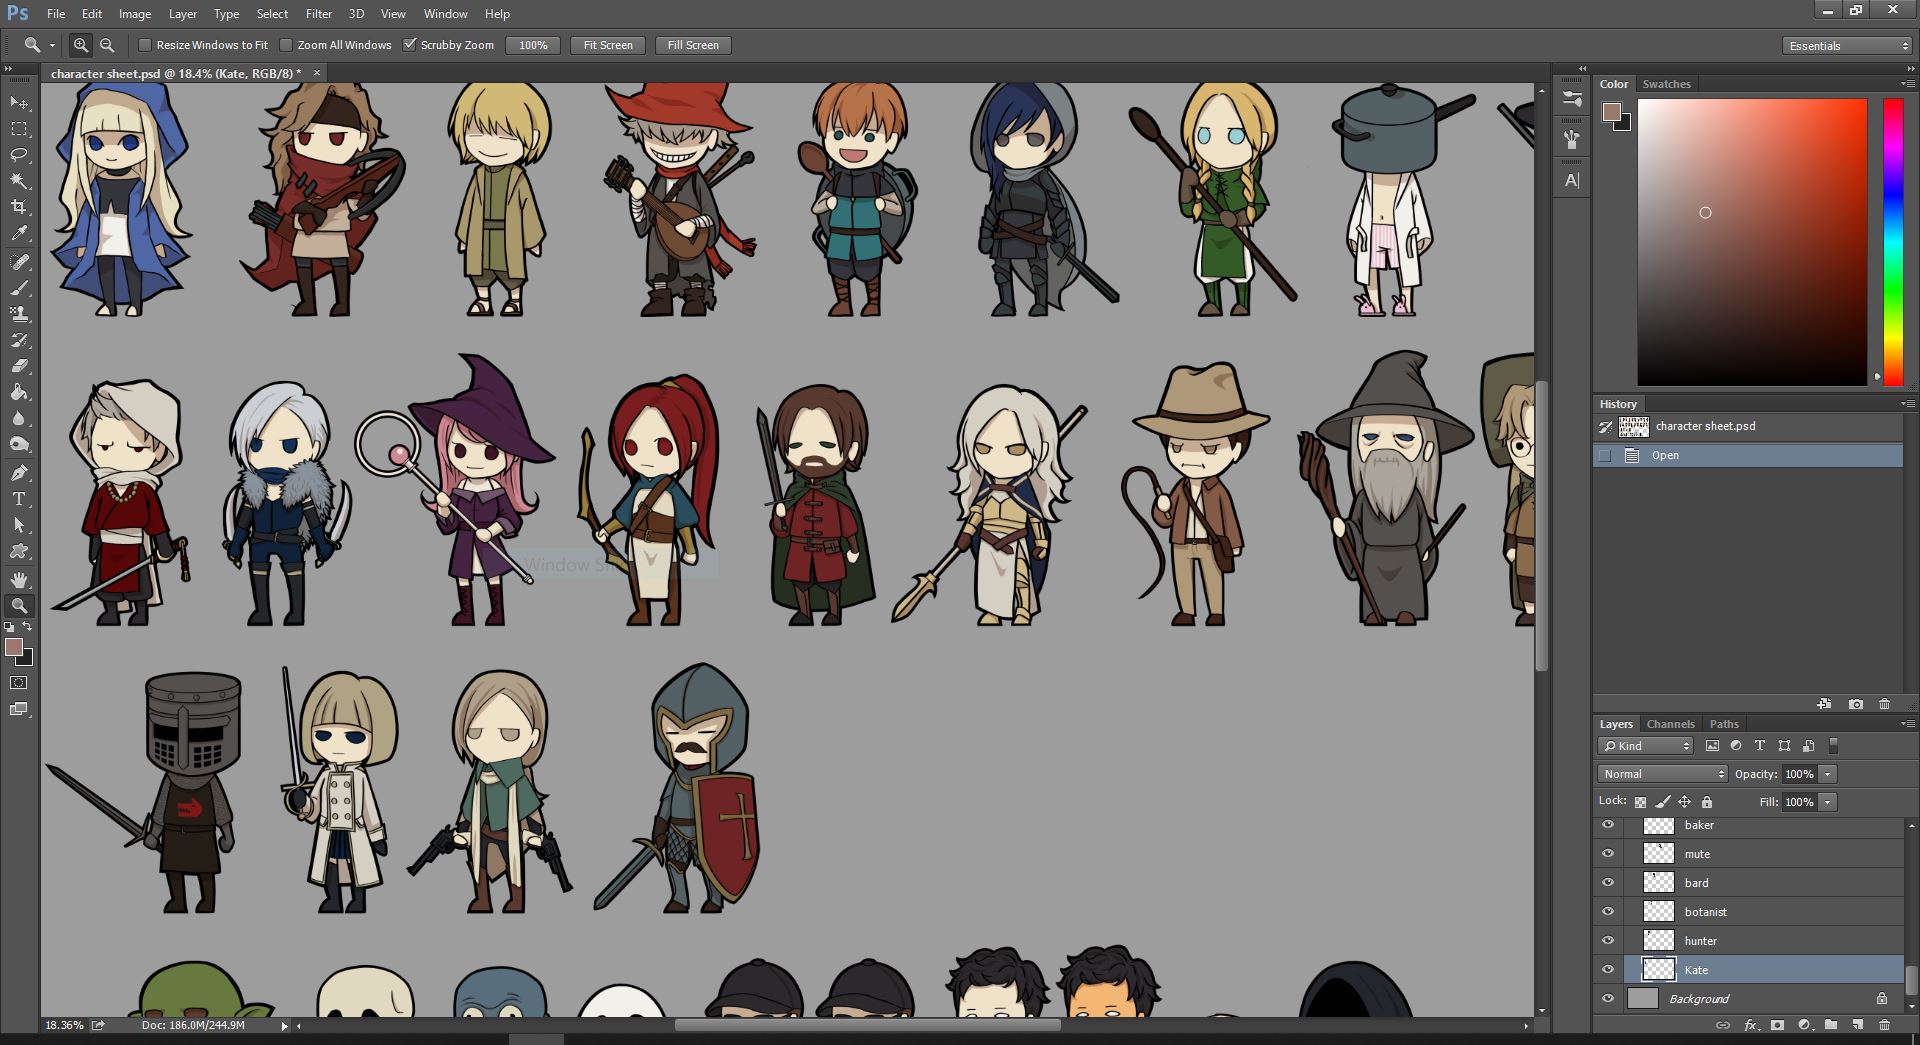 Ps File Edit Image Layer Type Select Filter 3D View Window Help
Resize Windows to Fit Zoom All Windows Scrubby Zoom 100% Fit Screen Fill Screen Essentials
character sheet.psd @ 18.4% (Kate, RGB/8) * ×
Color Swatches
A
T
Window
History
character sheet.psd
Open
Layers Channels Paths
Kind T
Normal Opacity: 100%
Lock: Fill: 100%
baker
mute
bard
botanist
hunter
Kate
Background
18.36% Doc: 186.0M/244.9M fx